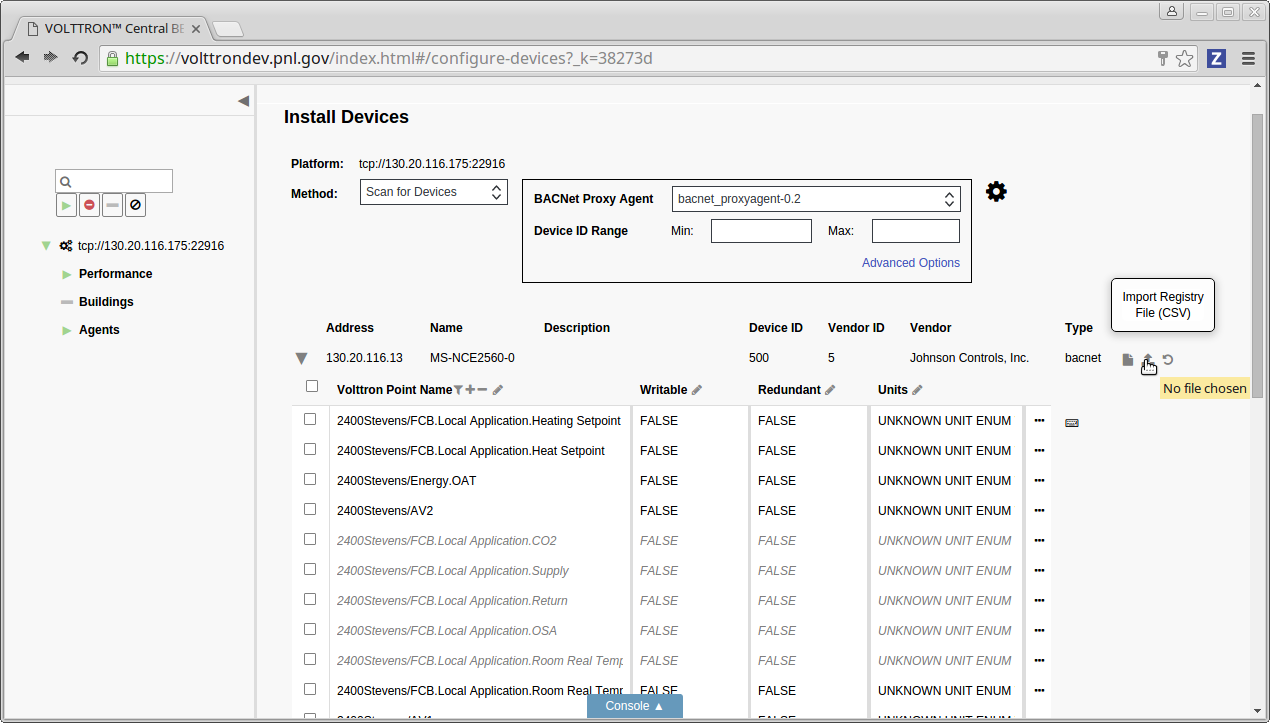 VOLTTRON™ Central BE
https://volttrondev.pnl.gov/index.html#/configure-devices?_k=38273d
Z
Install Devices
Platform: tcp://130.20.116.175:22916
Method: Scan for Devices
BACNet Proxy Agent bacnet_proxyagent-0.2
Device ID Range Min: Max:
Advanced Options
tcp://130.20.116.175:22916
Performance
Buildings
Agents
Import Registry
File (CSV)
Address Name Description Device ID Vendor ID Vendor Type
130.20.116.13 MS-NCE2560-0 500 5 Johnson Controls, Inc. bacnet
No file chosen
Volttron Point Name Writable Redundant Units
2400Stevens/FCB.Local Application.Heating Setpoint FALSE FALSE UNKNOWN UNIT ENUM •••
2400Stevens/FCB.Local Application.Heat Setpoint FALSE FALSE UNKNOWN UNIT ENUM •••
2400Stevens/Energy.OAT FALSE FALSE UNKNOWN UNIT ENUM •••
2400Stevens/AV2 FALSE FALSE UNKNOWN UNIT ENUM •••
2400Stevens/FCB.Local Application.CO2 FALSE FALSE UNKNOWN UNIT ENUM •••
2400Stevens/FCB.Local Application.Supply FALSE FALSE UNKNOWN UNIT ENUM •••
2400Stevens/FCB.Local Application.Return FALSE FALSE UNKNOWN UNIT ENUM •••
2400Stevens/FCB.Local Application.OSA FALSE FALSE UNKNOWN UNIT ENUM •••
2400Stevens/FCB.Local Application.Room Real Temp FALSE FALSE UNKNOWN UNIT ENUM •••
2400Stevens/FCB.Local Application.Room Real Temp FALSE FALSE UNKNOWN UNIT ENUM •••
Console ▲